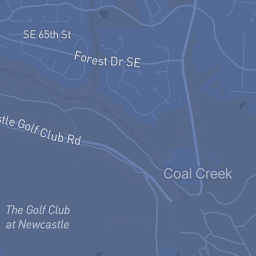 SE 65th St
Forest Dr SE
stle Golf Club Rd
Coal Creek
The Golf Club
at Newcastle